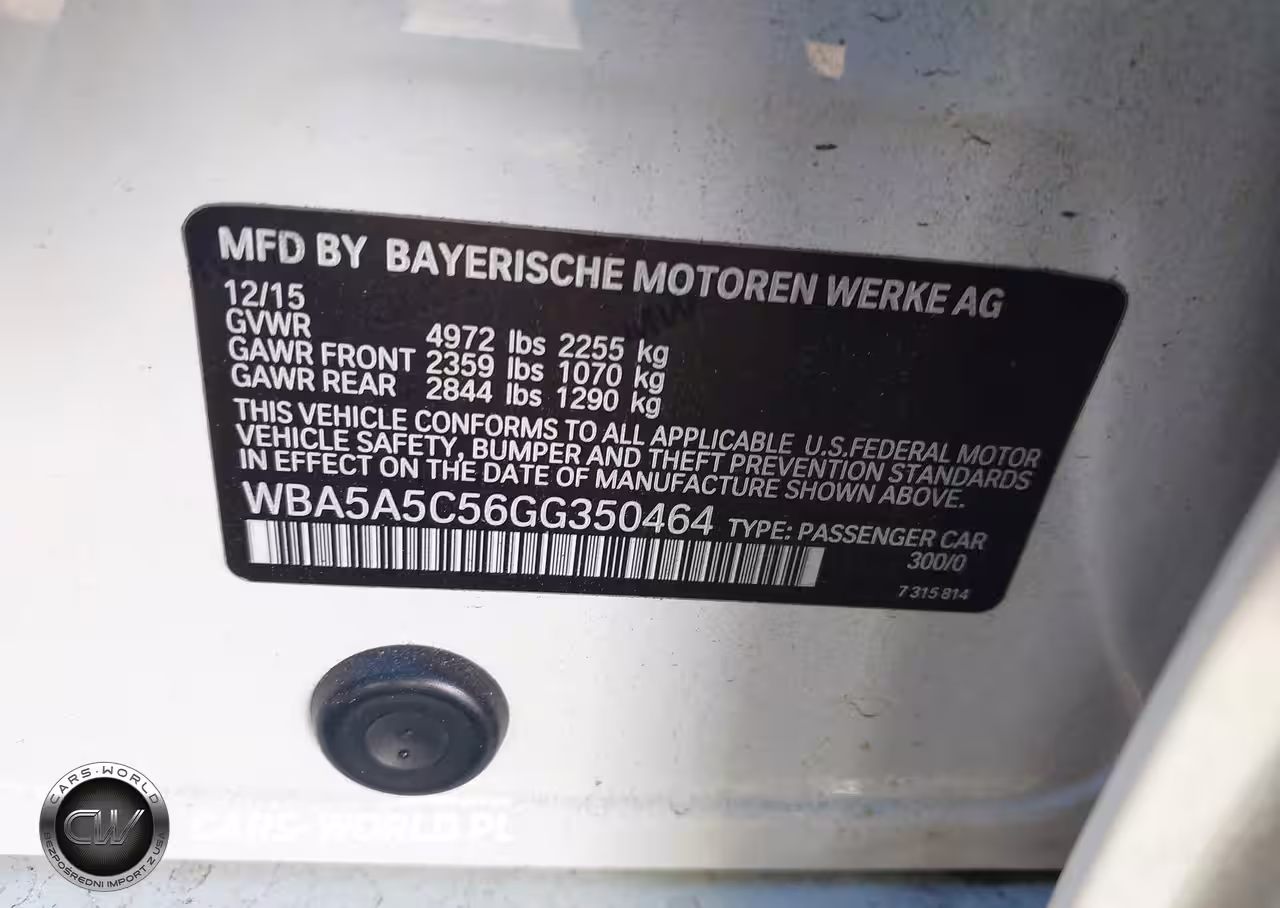 MFD BY BAYERISCHE MOTOREN WERKE AG
12/15
GVWR 4972 lbs 2255 kg
GAWR FRONT 2359 lbs 1070 kg
GAWR REAR 2844 lbs 1290 kg
THIS VEHICLE CONFORMS TO ALL APPLICABLE U.S.FEDERAL MOTOR
VEHICLE SAFETY, BUMPER AND THEFT PREVENTION STANDARDS
IN EFFECT ON THE DATE OF MANUFACTURE SHOWN ABOVE.
WBA5A5C56GG350464 TYPE: PASSENGER CAR
300/0
7 315 814
CARS-WORLD
CW
BEZPOŚREDNI IMPORT Z USA
CARS-WORLD.PL